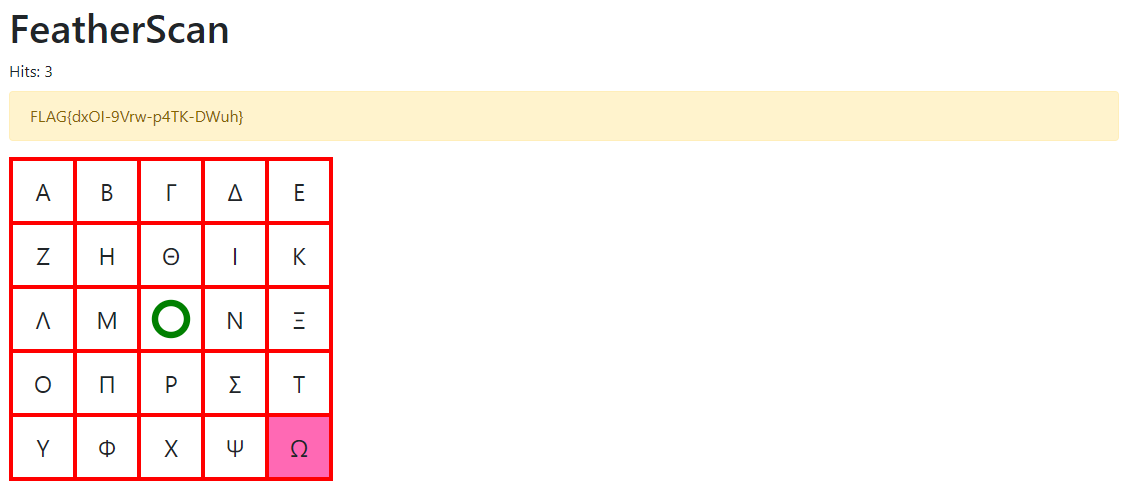 FeatherScan
Hits: 3
FLAG{dxOI-9Vrw-p4TK-DWuh}
Α Β Γ Δ Ε
Ζ Η Θ Ι Κ
Λ Μ Ν Ξ
Ο Π Ρ Σ Τ
Υ Φ Χ Ψ Ω